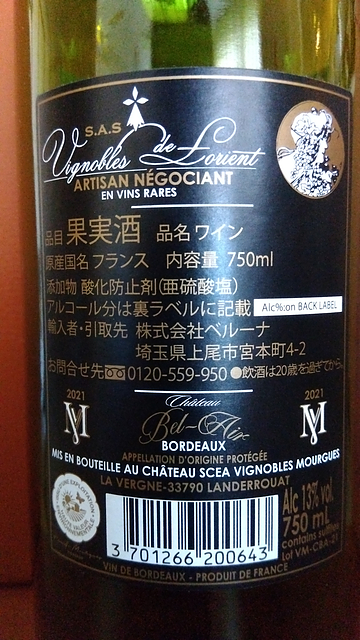 S.A.S
Vignobles de Lorient
ARTISAN NÉGOCIANT
EN VINS RARES
品目 果実酒 品名 ワイン
原産国名 フランス 内容量 750ml
添加物 酸化防止剤(亜硫酸塩)
アルコール分は裏ラベルに記載 Alc%:on BACK LABEL
輸入者・引取先 株式会社ベルーナ
埼玉県上尾市宮本町4-2
お問合せ先 0120-559-950 ●飲酒は20歳を過ぎてから。
Château
Bel-Air
2021
2021
BORDEAUX
APPELLATION D'ORIGINE PROTÉGÉE
MIS EN BOUTEILLE AU CHÂTEAU SCEA VIGNOBLES MOURGUES
LA VERGNE-33790 LANDERROUAT
Alc 13% vol.
750 mL
contains sulfites
Lot VM-CBA-21
3 701266 200643
VIN DE BORDEAUX - PRODUIT DE FRANCE